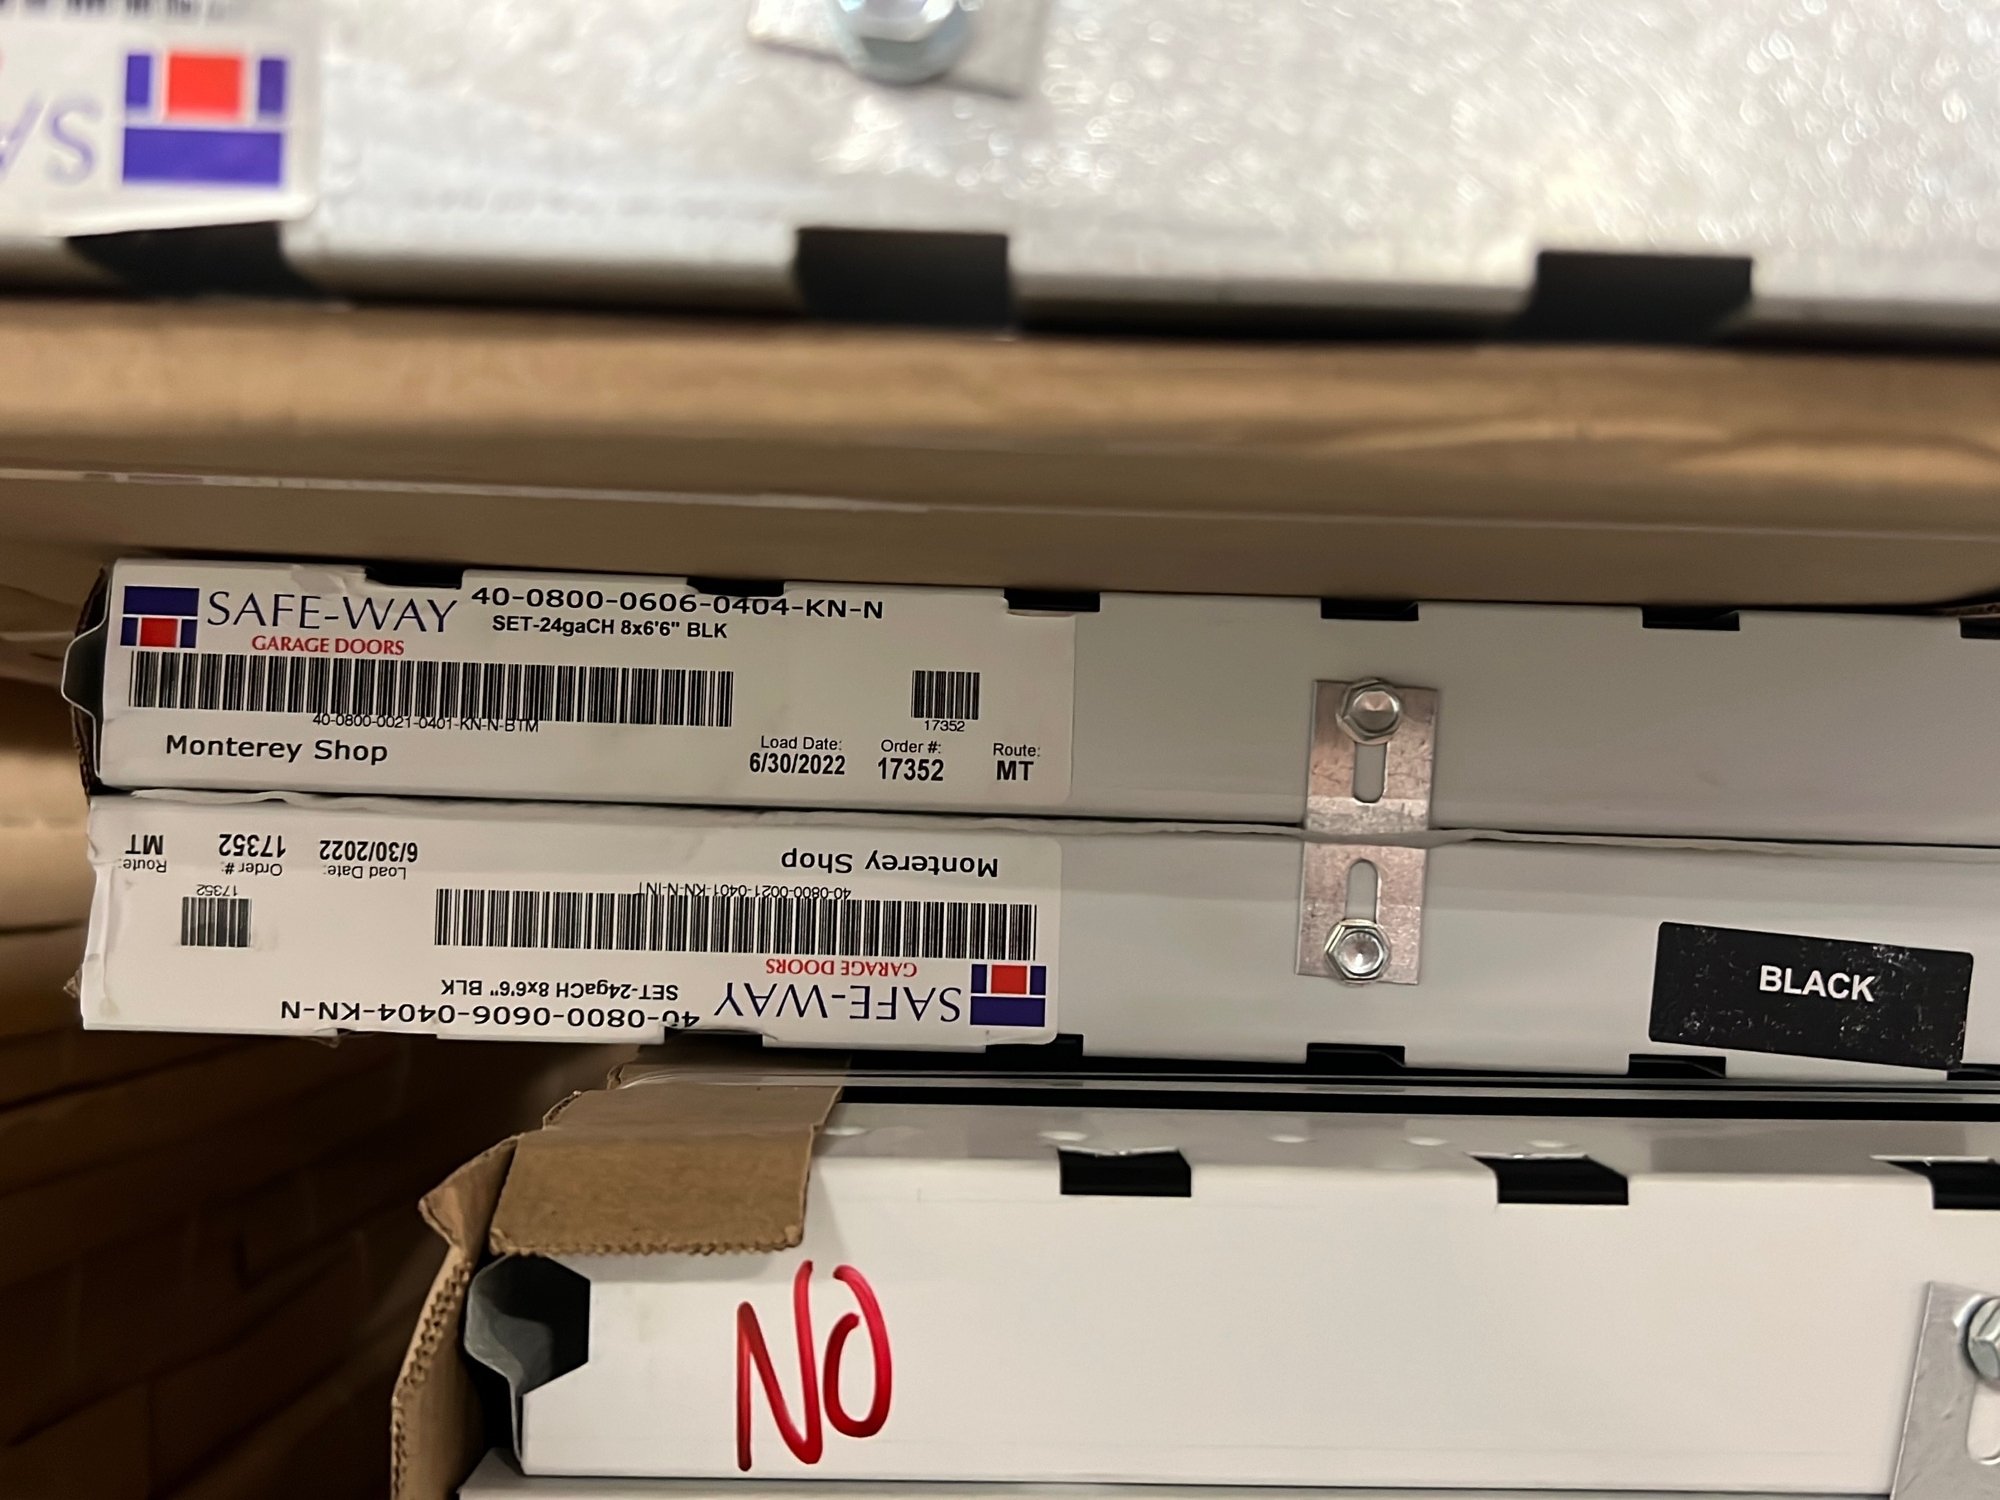 SA
SAFE-WAY
GARAGE DOORS
40-0800-0606-0404-KN-N
SET-24gaCH 8x6'6" BLK
40-0800-0021-0401-KN-N-BTM
17352
Monterey Shop
Load Date:
6/30/2022
Order #:
17352
Route:
MT
SAFE-WAY
GARAGE DOORS
40-0800-0606-0404-KN-N
SET-24gaCH 8x6'6" BLK
40-0800-0021-0401-KN-N-INT
17352
Monterey Shop
Load Date:
6/30/2022
Order #:
17352
Route:
MT
BLACK
NO